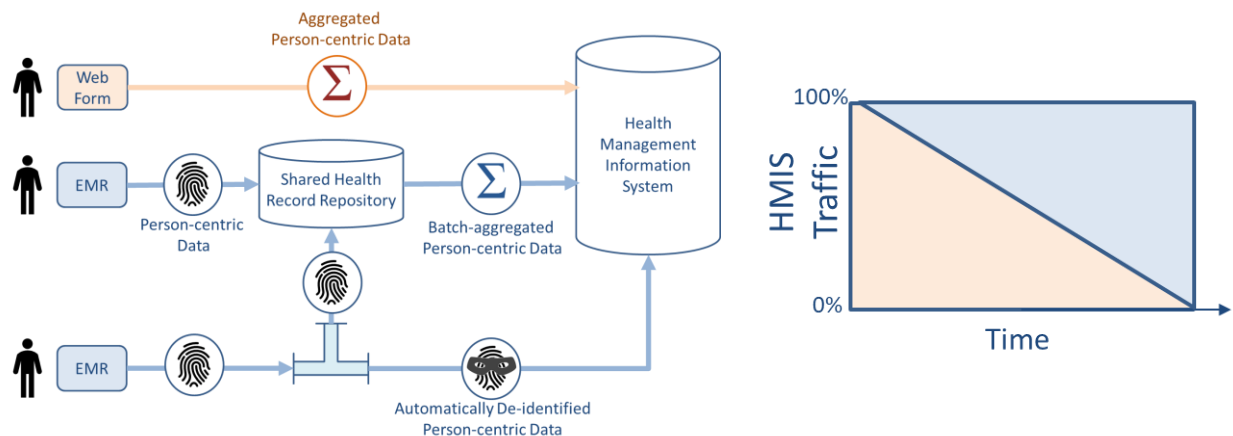 Aggregated
Person-centric Data
Web
Form
Σ
Health
Management
Information
System
EMR
Shared Health
Record Repository
Σ
Person-centric
Data
Batch-aggregated
Person-centric Data
EMR
Automatically De-identified
Person-centric Data
100%
HMIS
Traffic
0%
Time